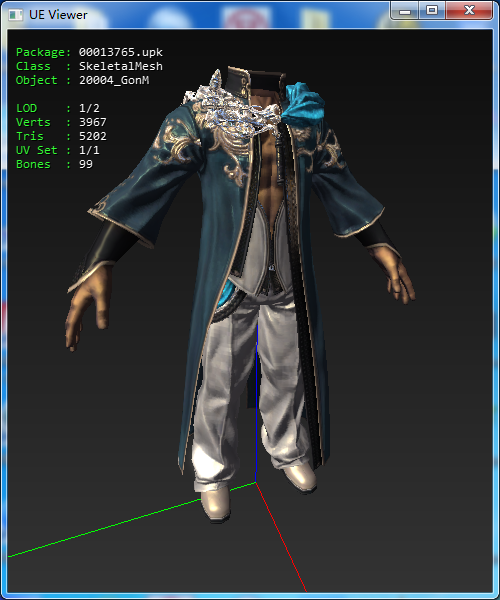 UE Viewer
Package: 00013765.upk
Class  : SkeletalMesh
Object : 20004_GonM
LOD    : 1/2
Verts  : 3967
Tris   : 5202
UV Set : 1/1
Bones  : 99